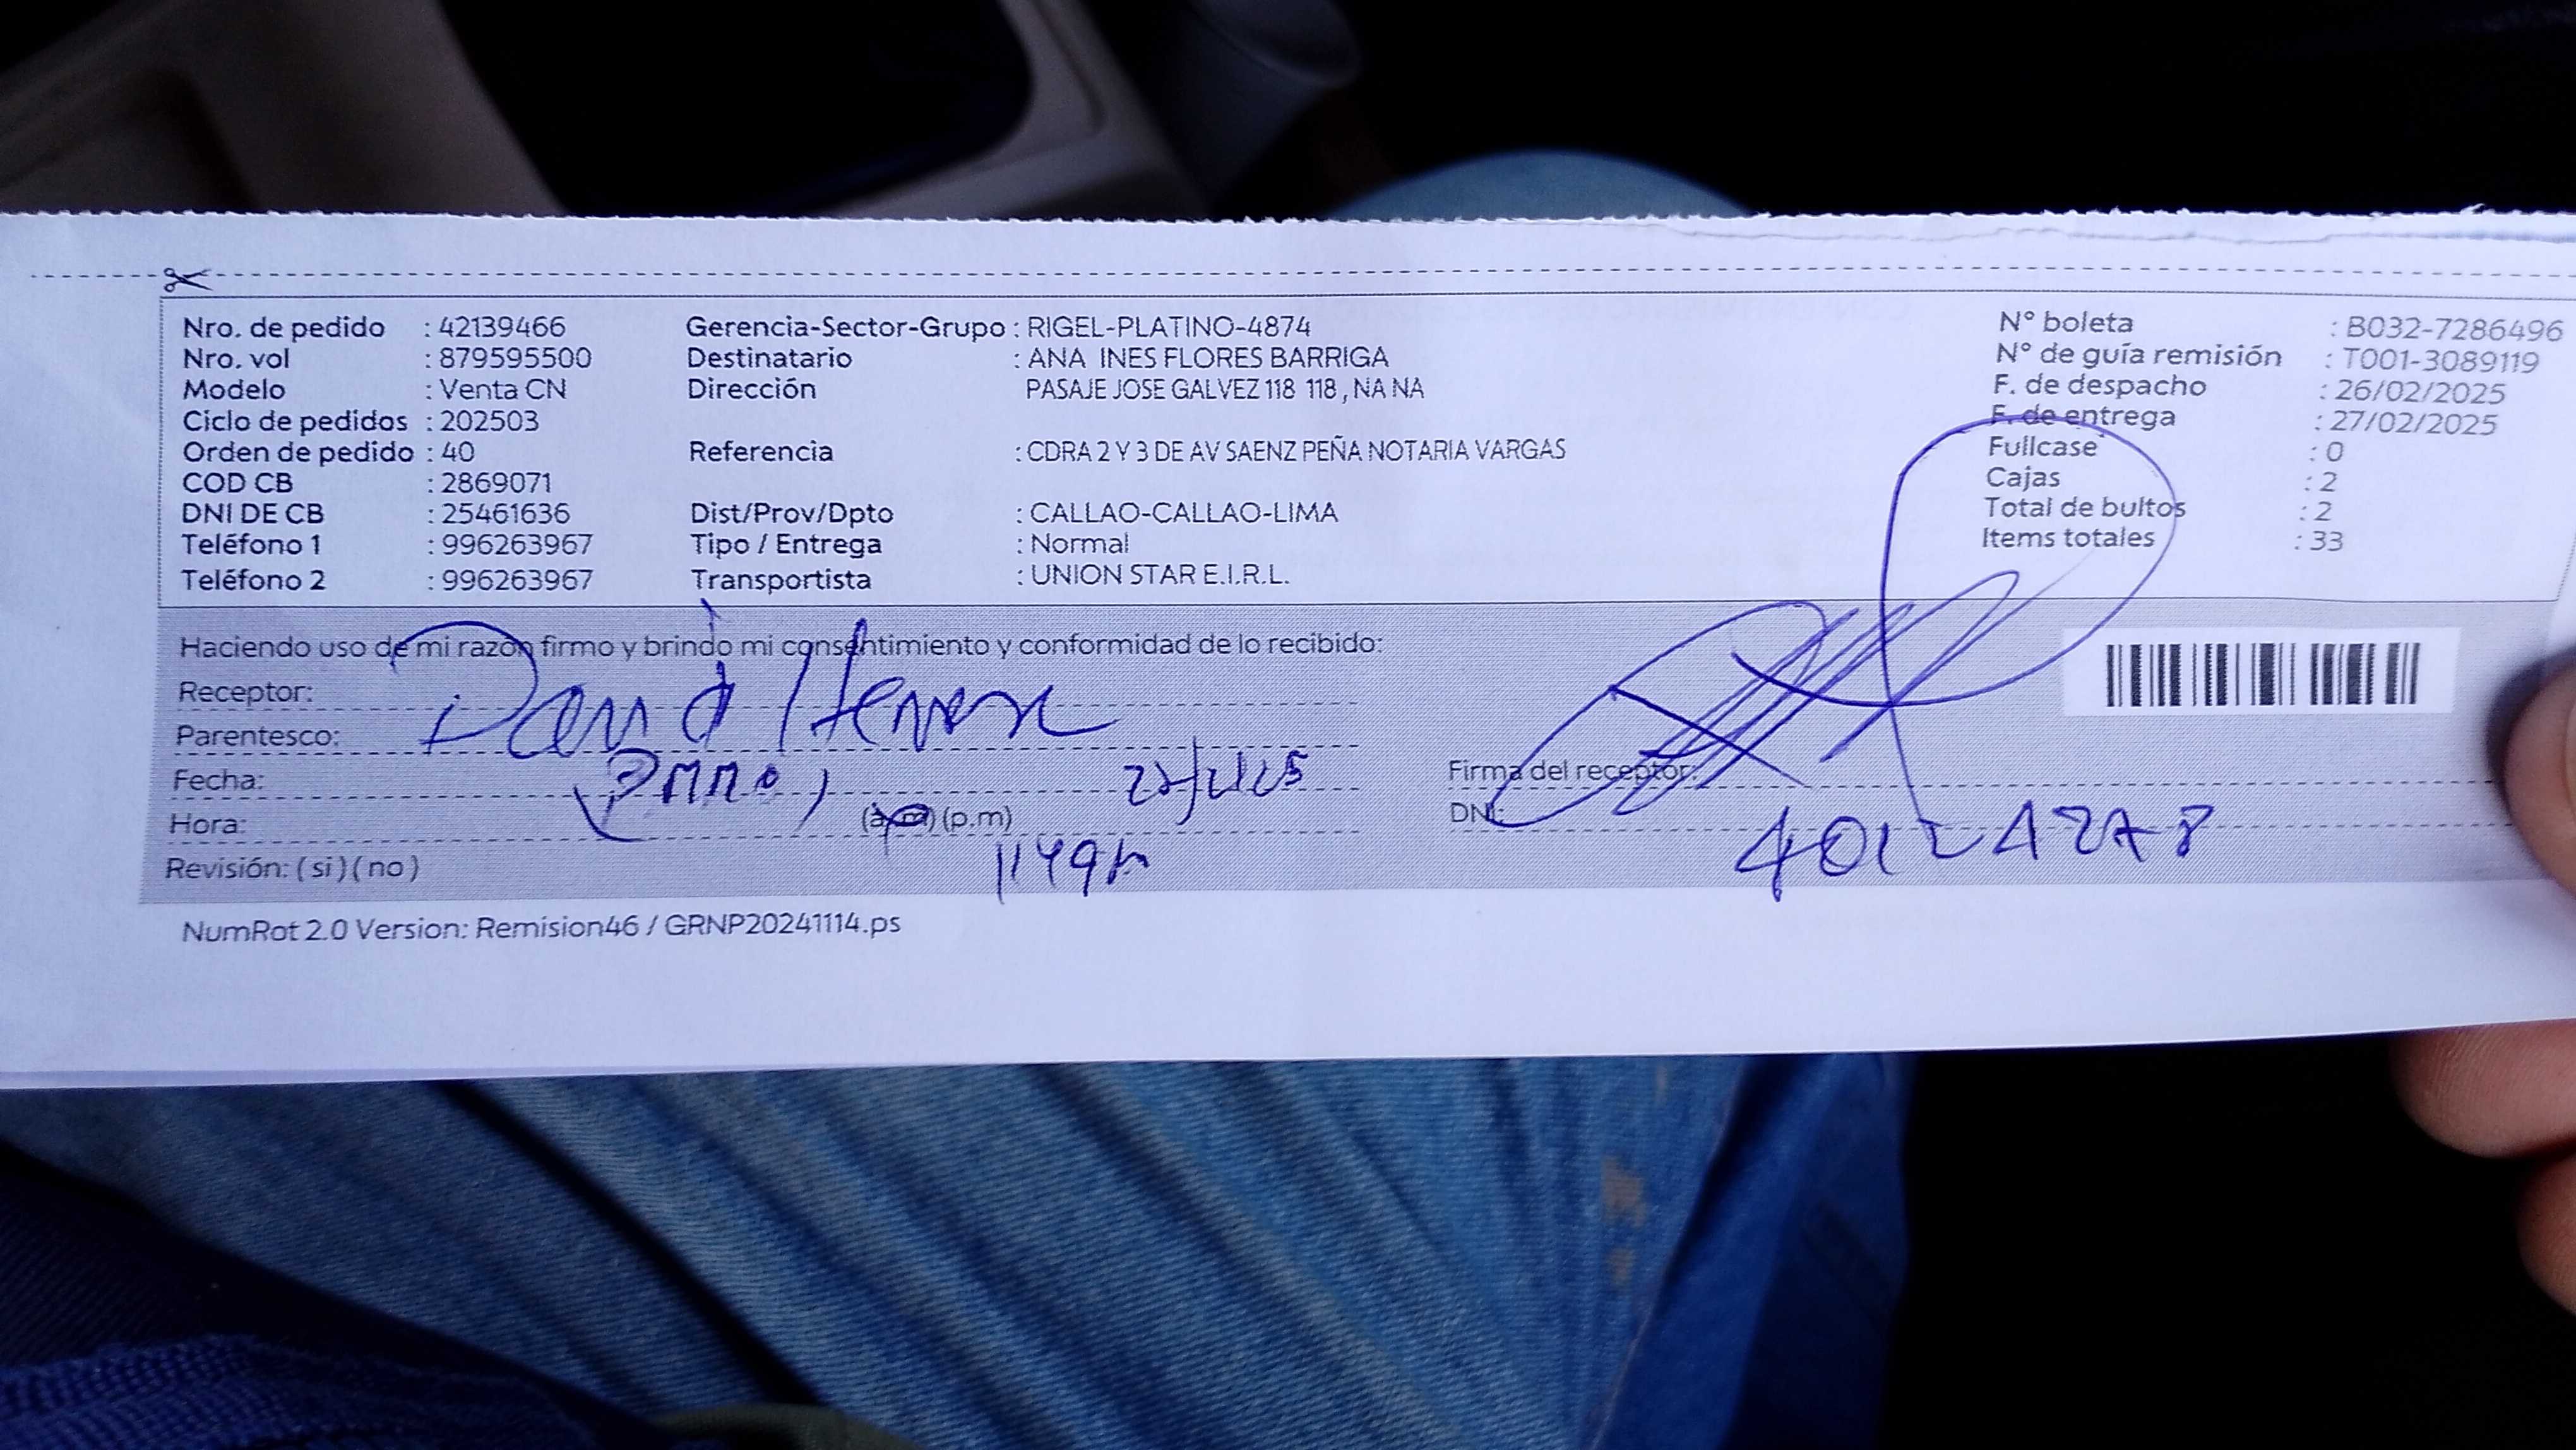 Nro. de pedido : 42139466 Gerencia-Sector-Grupo : RIGEL-PLATINO-4874 N° boleta : B032-7286496
Nro. vol : 879595500 Destinatario : ANA INES FLORES BARRIGA N° de guía remisión : T001-3089119
Modelo : Venta CN Dirección PASAJE JOSE GALVEZ 118 118 , NA NA F. de despacho : 26/02/2025
Ciclo de pedidos : 202503 F. de entrega : 27/02/2025
Orden de pedido : 40 Referencia : CDRA 2 Y 3 DE AV SAENZ PEÑA NOTARIA VARGAS Fullcase : 0
COD CB : 2869071 Cajas : 2
DNI DE CB : 25461636 Dist/Prov/Dpto : CALLAO-CALLAO-LIMA Total de bultos : 2
Teléfono 1 : 996263967 Tipo / Entrega : Normal Items totales : 33
Teléfono 2 : 996263967 Transportista : UNION STAR E.I.R.L.
Haciendo uso de mi razón firmo y brindo mi consentimiento y conformidad de lo recibido:
Receptor: David
Parentesco:
Fecha: Firma del receptor:
Hora: (a.m) (p.m) DNI:
Revisión: ( si ) ( no )
NumRot 2.0 Version: Remision46 / GRNP20241114.ps